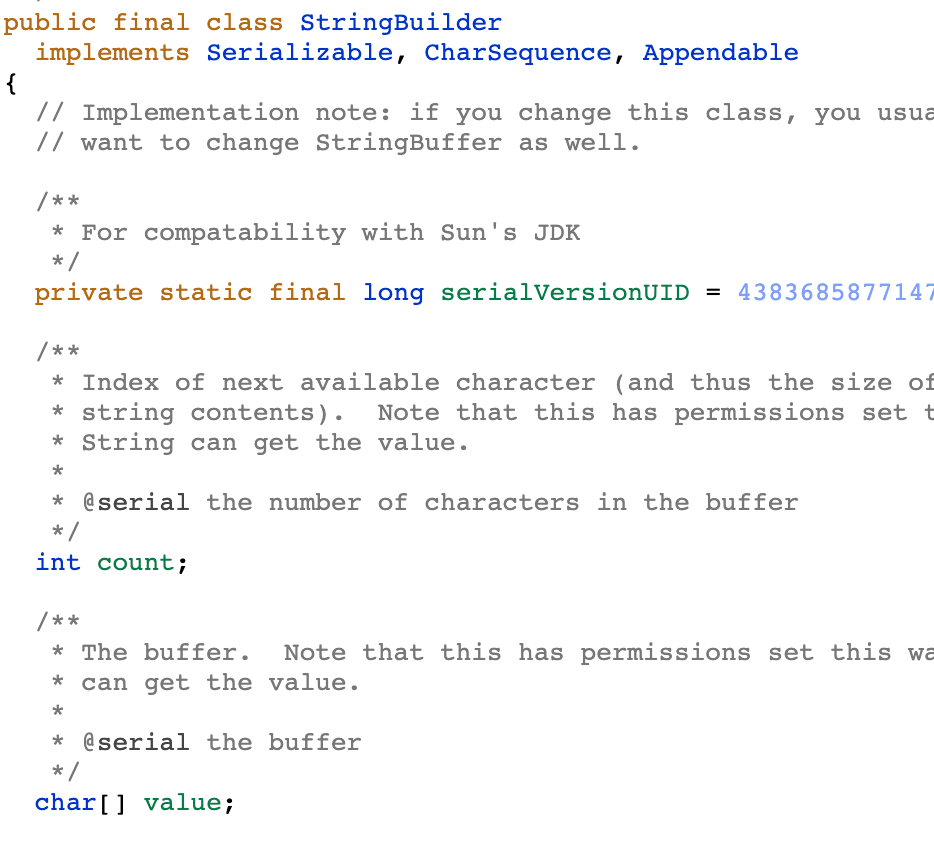 public final class StringBuilder
  implements Serializable, CharSequence, Appendable
{
  // Implementation note: if you change this class, you usua
  // want to change StringBuffer as well.

  /**
   * For compatability with Sun's JDK
   */
  private static final long serialVersionUID = 4383685877147

  /**
   * Index of next available character (and thus the size of
   * string contents).  Note that this has permissions set t
   * String can get the value.
   *
   * @serial the number of characters in the buffer
   */
  int count;

  /**
   * The buffer.  Note that this has permissions set this wa
   * can get the value.
   *
   * @serial the buffer
   */
  char[] value;